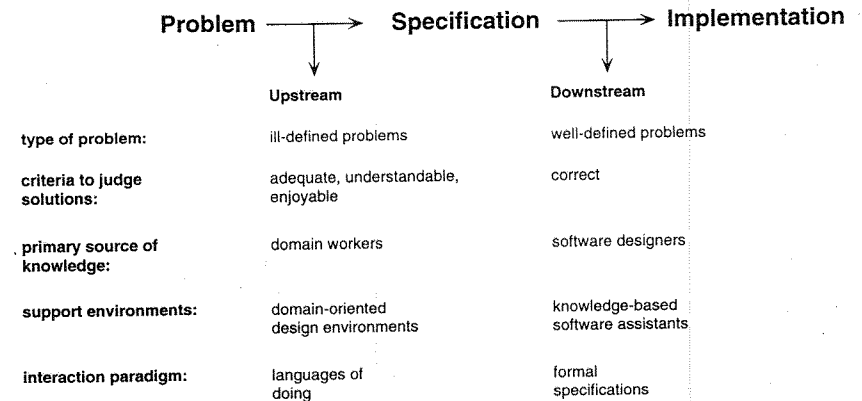 Problem Specification Implementation
Upstream Downstream
type of problem: ill-defined problems well-defined problems
criteria to judge adequate, understandable, correct
solutions: enjoyable
primary source of domain workers software designers
knowledge:
support environments: domain-oriented knowledge-based
design environments software assistants
interaction paradigm: languages of formal
doing specifications